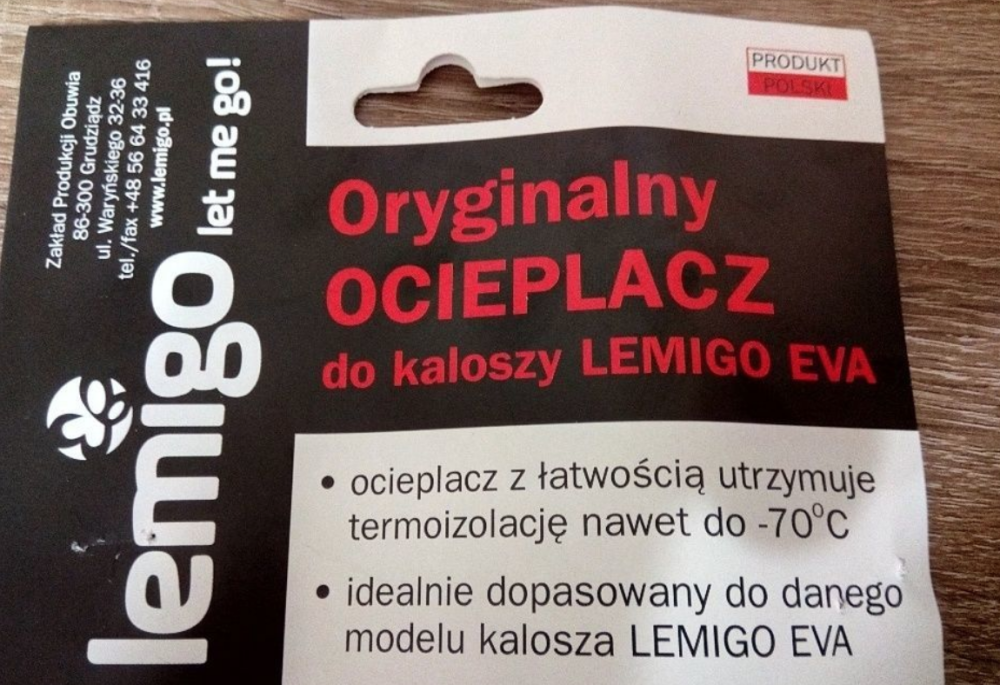 Zakład Produkcji Obuwia
86-300 Grudziądz
ul. Waryńskiego 32-36
tel./fax +48 56 64 33 416
www.lemigo.pl
lemigo let me go!
PRODUKT
POLSKI
Oryginalny
OCIEPLACZ
do kaloszy LEMIGO EVA
• ocieplacz z łatwością utrzymuje
termoizolację nawet do -70°C
• idealnie dopasowany do danego
modelu kalosza LEMIGO EVA